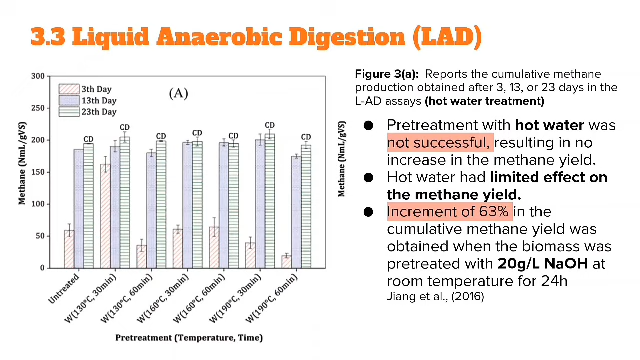 3.3 Liquid Anaerobic Digestion (LAD)
Figure 3(a): Reports the cumulative methane
production obtained after 3, 13, or 23 days in the
L-AD assays (hot water treatment)
● Pretreatment with hot water was
not successful, resulting in no
increase in the methane yield.
● Hot water had limited effect on
the methane yield.
● Increment of 63% in the
cumulative methane yield was
obtained when the biomass was
pretreated with 20g/L NaOH at
room temperature for 24h
Jiang et al., (2016)
3th Day
13th Day
23th Day
(A)
Methane (NmL/gVS)
300
250
200
150
100
50
0
CD
CD
CD
CD
CD
CD
CD
Untreated
W(130°C, 30min)
W(130°C, 60min)
W(160°C, 30min)
W(160°C, 60min)
W(190°C, 30min)
W(190°C, 60min)
Pretreatment (Temperature, Time)
Methane (NmL/gVS)